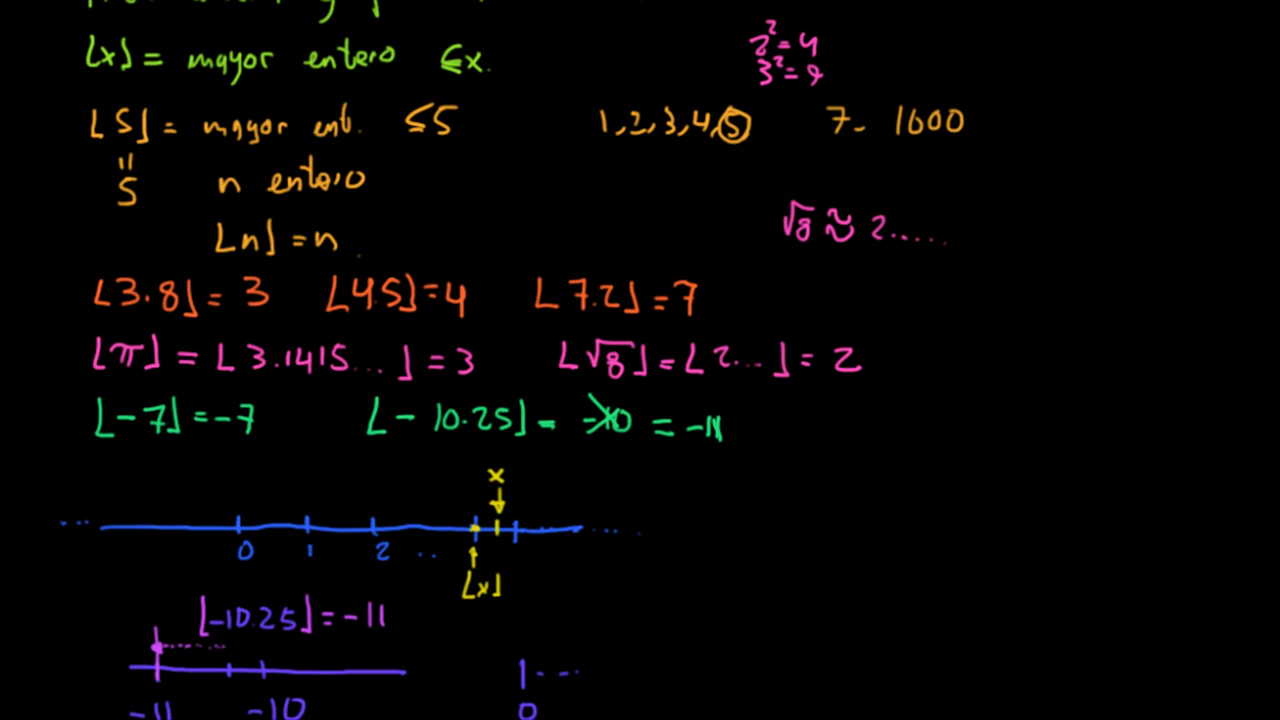 ⌊x⌋ = mayor entero ≤x.
2² = 4
3² = 9
⌊5⌋ = mayor ent. ≤5 1,2,3,4,5 7. 1000
"
5 n entero
⌊n⌋ = n.
√8 ≈ 2.....
⌊3.8⌋ = 3 ⌊4.5⌋ = 4 ⌊7.2⌋ = 7
⌊π⌋ = ⌊3.1415...⌋ = 3 ⌊√8⌋ = ⌊2...⌋ = 2
⌊-7⌋ = -7 ⌊-10.25⌋ = -10 = -11
x
... 0 1 2 .. ...
⌊x⌋
⌊-10.25⌋ = -11
-11 -10 0